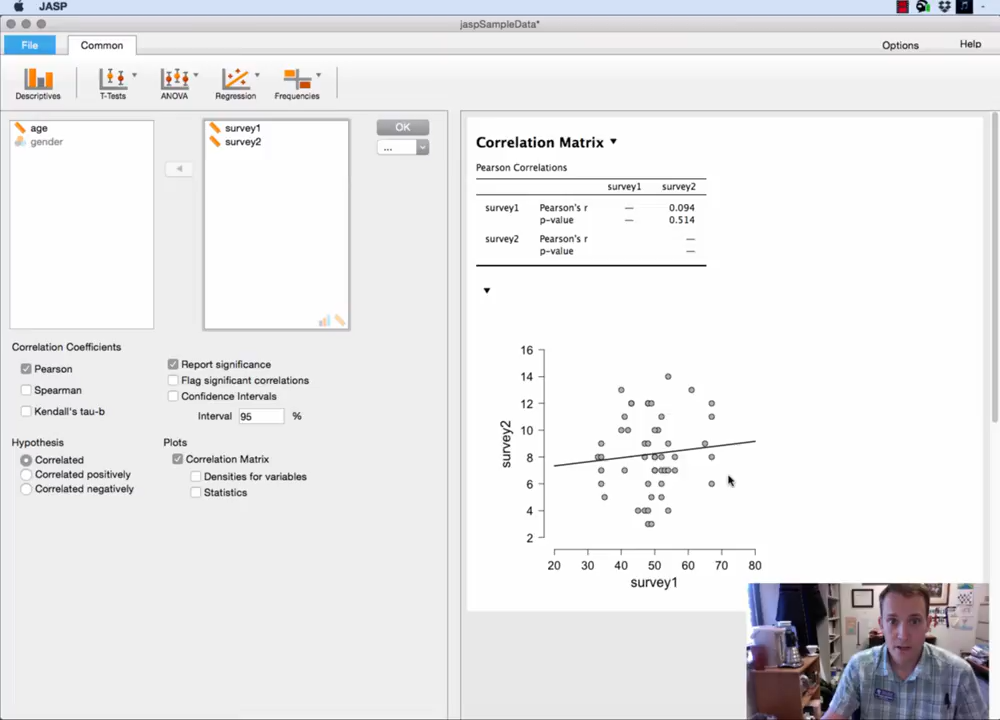 JASP
jaspSampleData*
File
Common
Options
Help
Descriptives
T-Tests
ANOVA
Regression
Frequencies
age
gender
survey1
survey2
OK
...
Correlation Coefficients
Pearson
Spearman
Kendall's tau-b
Report significance
Flag significant correlations
Confidence Intervals
Interval 95 %
Hypothesis
Correlated
Correlated positively
Correlated negatively
Plots
Correlation Matrix
Densities for variables
Statistics
Correlation Matrix
Pearson Correlations
survey1 survey2
survey1 Pearson's r — 0.094
p-value — 0.514
survey2 Pearson's r —
p-value —
16
14
12
10
8
6
4
2
survey2
20 30 40 50 60 70 80
survey1